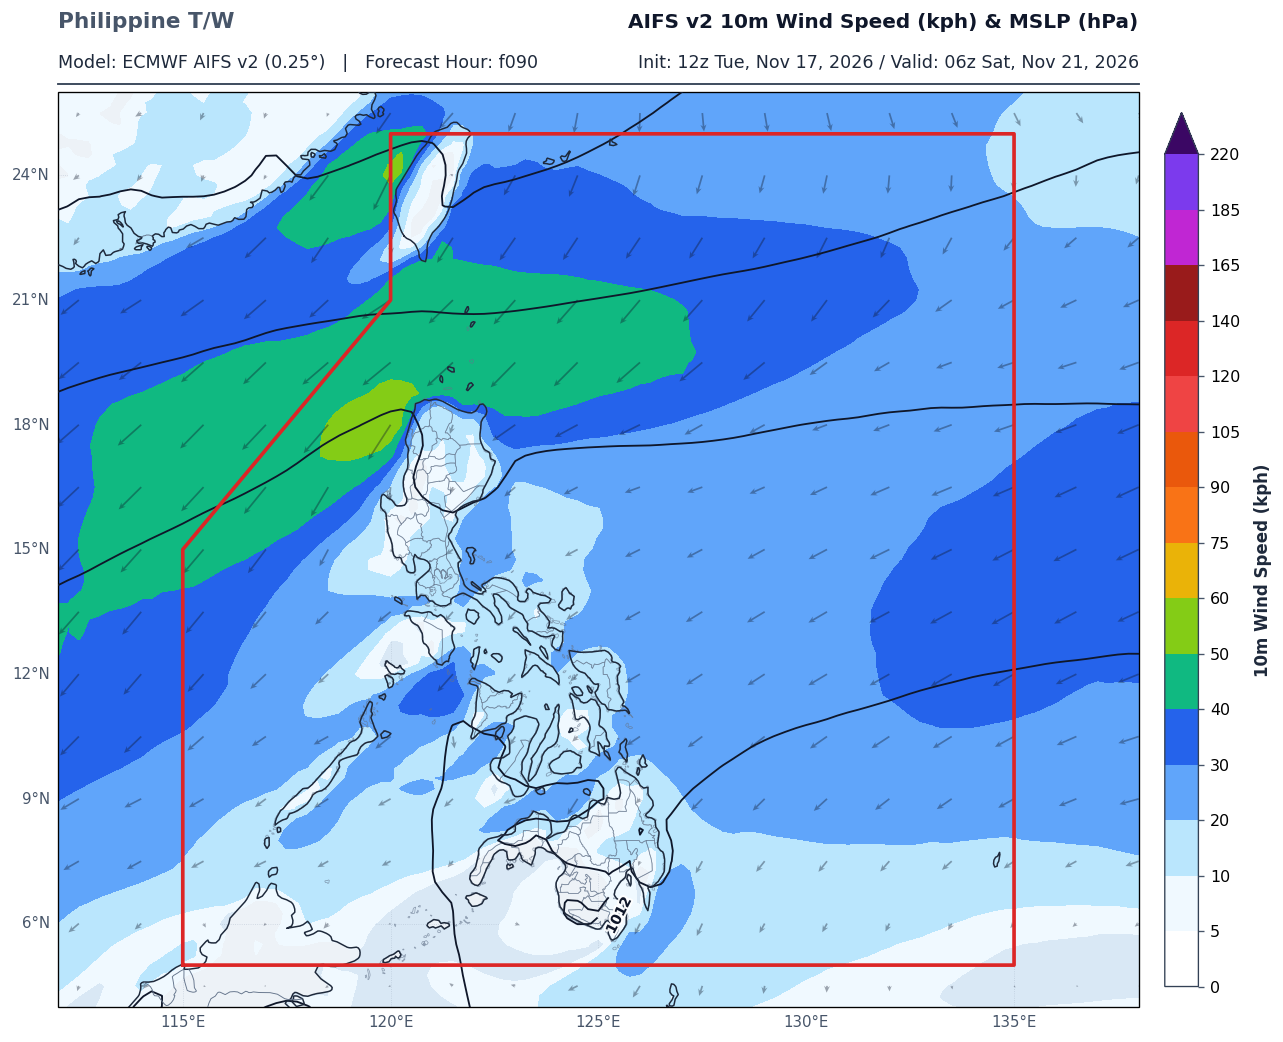 Philippine T/W
AIFS v2 10m Wind Speed (kph) & MSLP (hPa)
Model: ECMWF AIFS v2 (0.25°) | Forecast Hour: f090
Init: 12z Tue, Nov 17, 2026 / Valid: 06z Sat, Nov 21, 2026
24°N
21°N
18°N
15°N
12°N
9°N
6°N
115°E
120°E
125°E
130°E
135°E
1012
220
185
165
140
120
105
90
75
60
50
40
30
20
10
5
0
10m Wind Speed (kph)